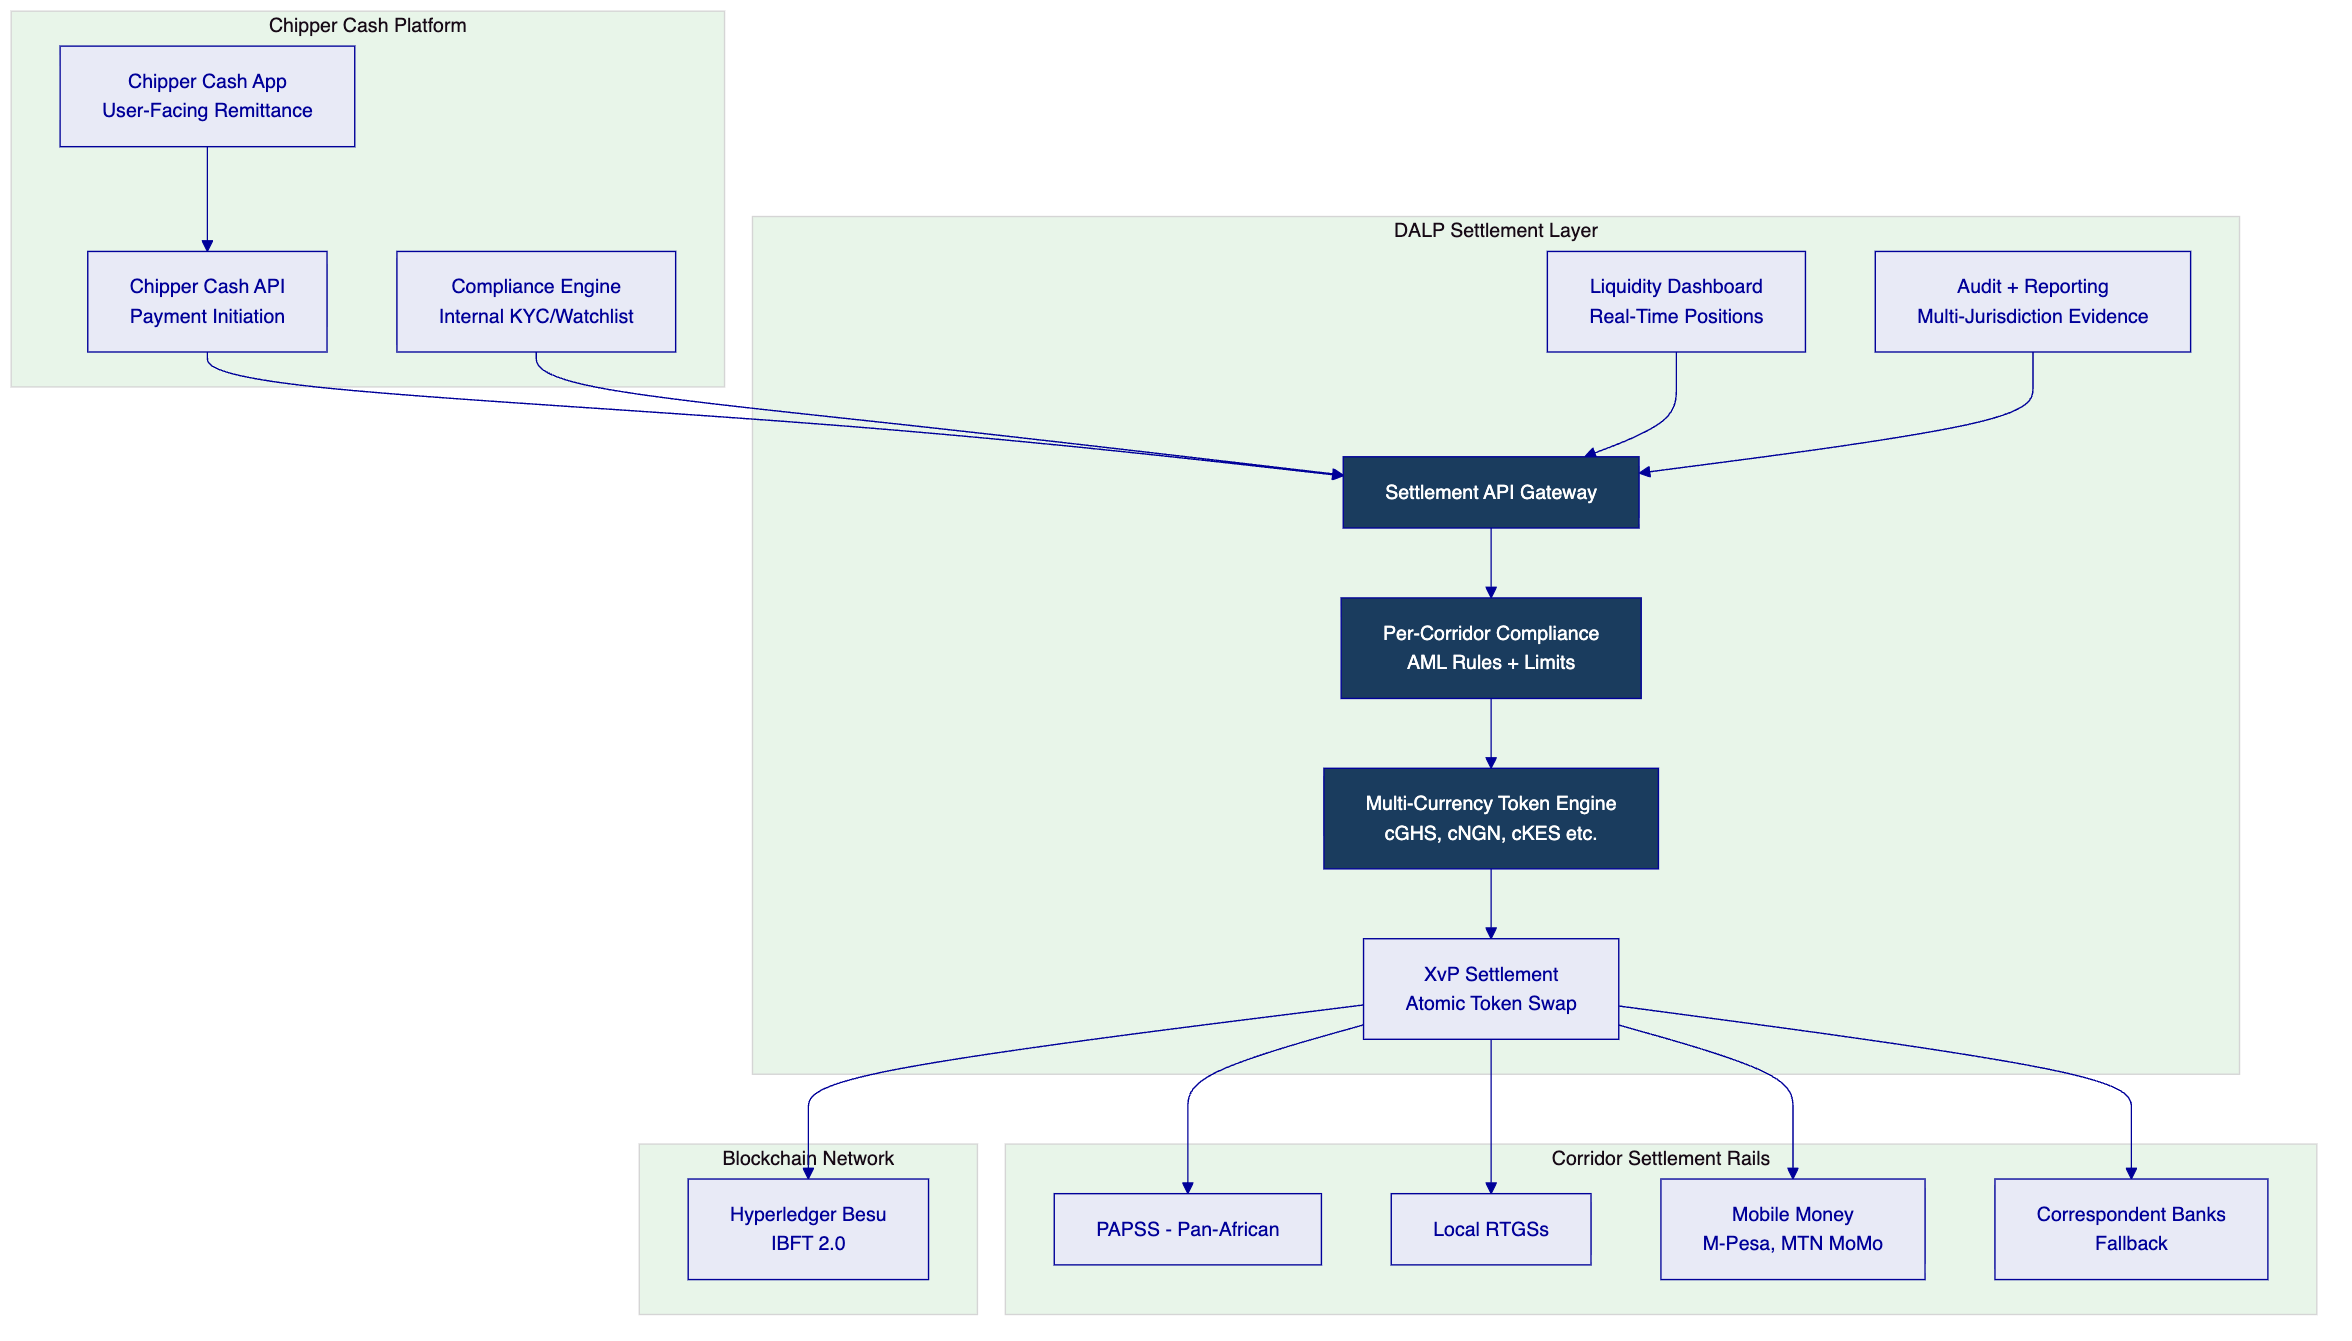 Chipper Cash Platform
Chipper Cash App
User-Facing Remittance
Chipper Cash API
Payment Initiation
Compliance Engine
Internal KYC/Watchlist
DALP Settlement Layer
Liquidity Dashboard
Real-Time Positions
Audit + Reporting
Multi-Jurisdiction Evidence
Settlement API Gateway
Per-Corridor Compliance
AML Rules + Limits
Multi-Currency Token Engine
cGHS, cNGN, cKES etc.
XvP Settlement
Atomic Token Swap
Blockchain Network
Hyperledger Besu
IBFT 2.0
Corridor Settlement Rails
PAPSS - Pan-African
Local RTGSs
Mobile Money
M-Pesa, MTN MoMo
Correspondent Banks
Fallback